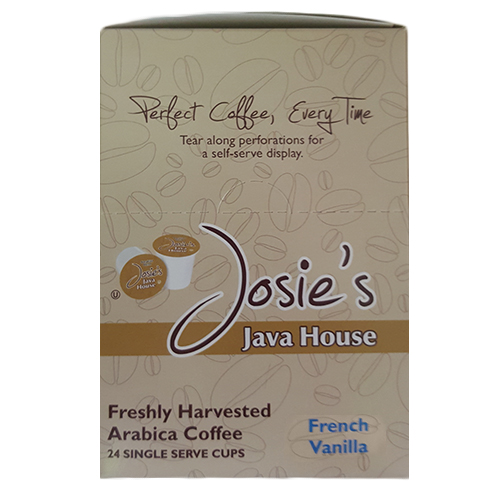 Perfect Coffee, Every Time
Tear along perforations for
a self-serve display.
Josie's
Java House
Josie's
Java House
Freshly Harvested
Arabica Coffee
24 SINGLE SERVE CUPS
French
Vanilla